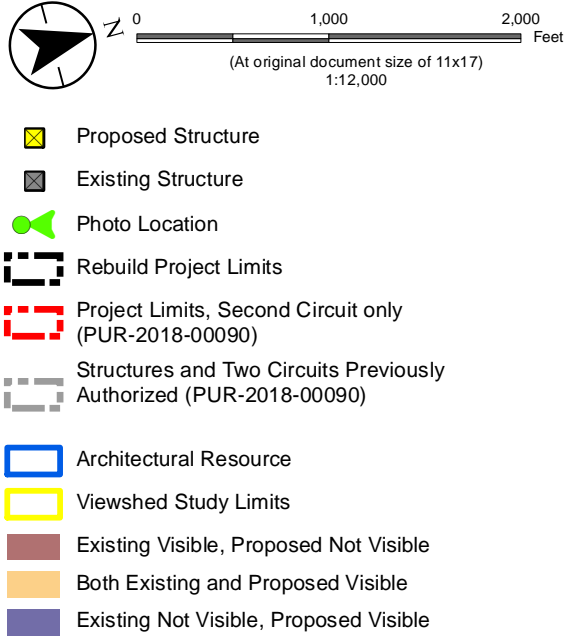 N
0 1,000 2,000
Feet
(At original document size of 11x17)
1:12,000
Proposed Structure
Existing Structure
Photo Location
Rebuild Project Limits
Project Limits, Second Circuit only
(PUR-2018-00090)
Structures and Two Circuits Previously
Authorized (PUR-2018-00090)
Architectural Resource
Viewshed Study Limits
Existing Visible, Proposed Not Visible
Both Existing and Proposed Visible
Existing Not Visible, Proposed Visible